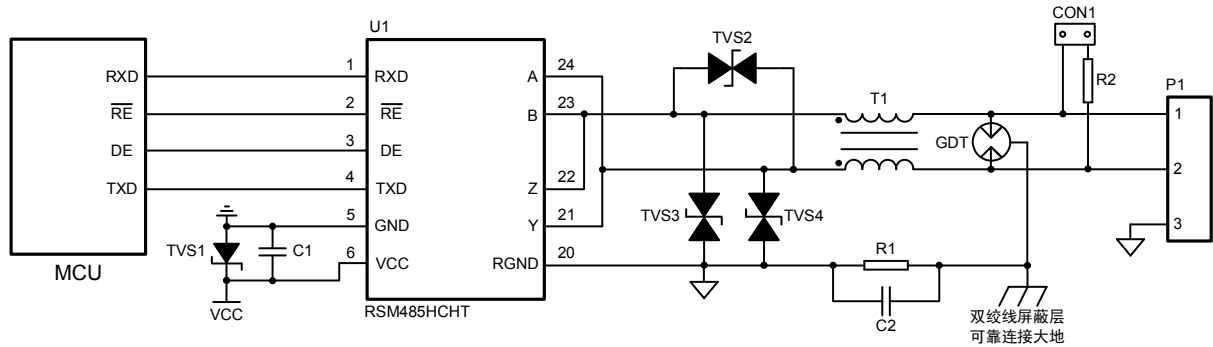 CON1
U1
TVS2
R2
P1
RXD
1
RXD
A
24
T1
RE
2
RE
B
23
1
DE
3
DE
GDT
TXD
4
TXD
Z
22
2
5
GND
Y
21
TVS3
TVS4
3
TVS1
C1
6
VCC
RGND
20
R1
MCU
VCC
RSM485HCHT
C2
双绞线屏蔽层
可靠连接大地